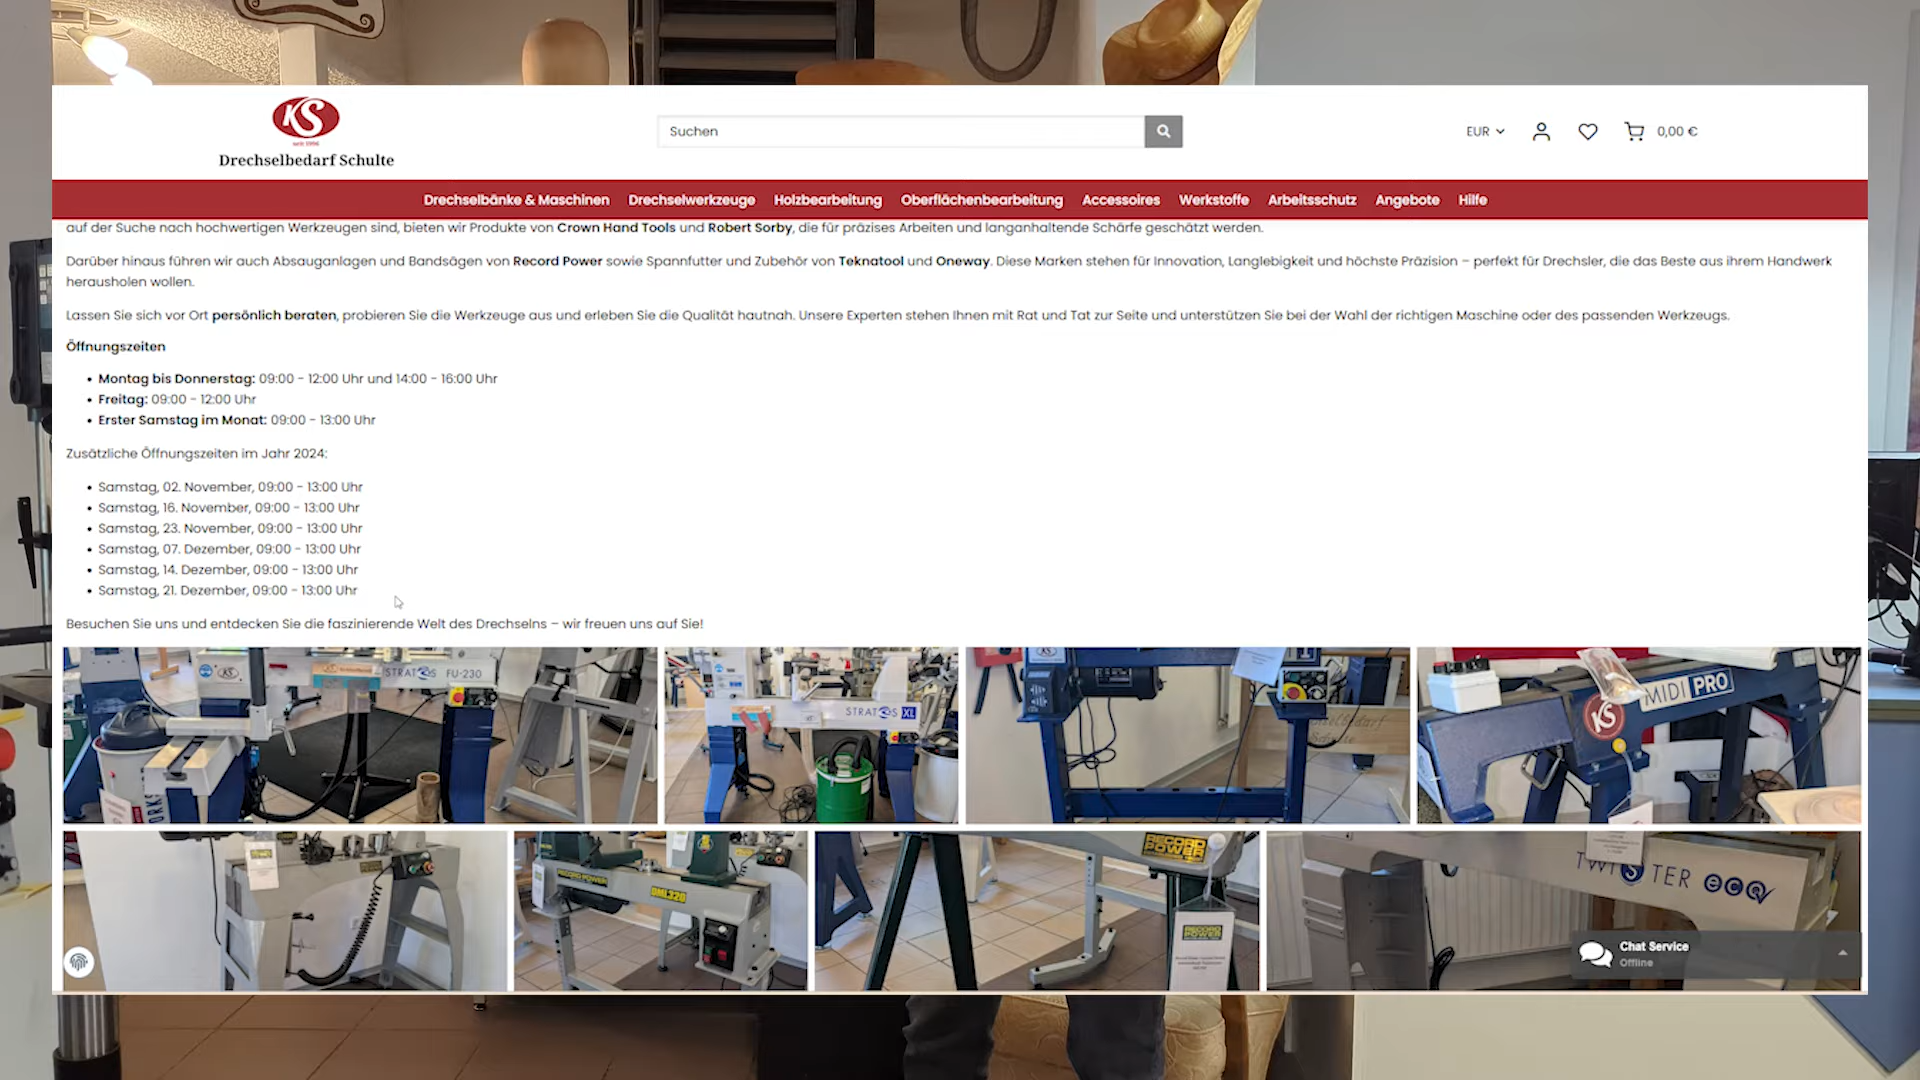 KS
seit 1996
Drechselbedarf Schulte
Suchen
EUR
0,00 €
Drechselbänke & Maschinen Drechselwerkzeuge Holzbearbeitung Oberflächenbearbeitung Accessoires Werkstoffe Arbeitsschutz Angebote Hilfe
auf der Suche nach hochwertigen Werkzeugen sind, bieten wir Produkte von Crown Hand Tools und Robert Sorby, die für präzises Arbeiten und langanhaltende Schärfe geschätzt werden.
Darüber hinaus führen wir auch Absauganlagen und Bandsägen von Record Power sowie Spannfutter und Zubehör von Teknatool und Oneway. Diese Marken stehen für Innovation, Langlebigkeit und höchste Präzision – perfekt für Drechsler, die das Beste aus ihrem Handwerk
herausholen wollen.
Lassen Sie sich vor Ort persönlich beraten, probieren Sie die Werkzeuge aus und erleben Sie die Qualität hautnah. Unsere Experten stehen Ihnen mit Rat und Tat zur Seite und unterstützen Sie bei der Wahl der richtigen Maschine oder des passenden Werkzeugs.
Öffnungszeiten
• Montag bis Donnerstag: 09:00 - 12:00 Uhr und 14:00 - 16:00 Uhr
• Freitag: 09:00 - 12:00 Uhr
• Erster Samstag im Monat: 09:00 - 13:00 Uhr
Zusätzliche Öffnungszeiten im Jahr 2024:
• Samstag, 02. November, 09:00 - 13:00 Uhr
• Samstag, 16. November, 09:00 - 13:00 Uhr
• Samstag, 23. November, 09:00 - 13:00 Uhr
• Samstag, 07. Dezember, 09:00 - 13:00 Uhr
• Samstag, 14. Dezember, 09:00 - 13:00 Uhr
• Samstag, 21. Dezember, 09:00 - 13:00 Uhr
Besuchen Sie uns und entdecken Sie die faszinierende Welt des Drechselns – wir freuen uns auf Sie!
KS
STRATOS FU-230
STRATOS XL
KS
MIDI PRO
RECORD POWER
DML320
RECORD POWER
RECORD POWER
TWISTER eco
Chat Service
Offline